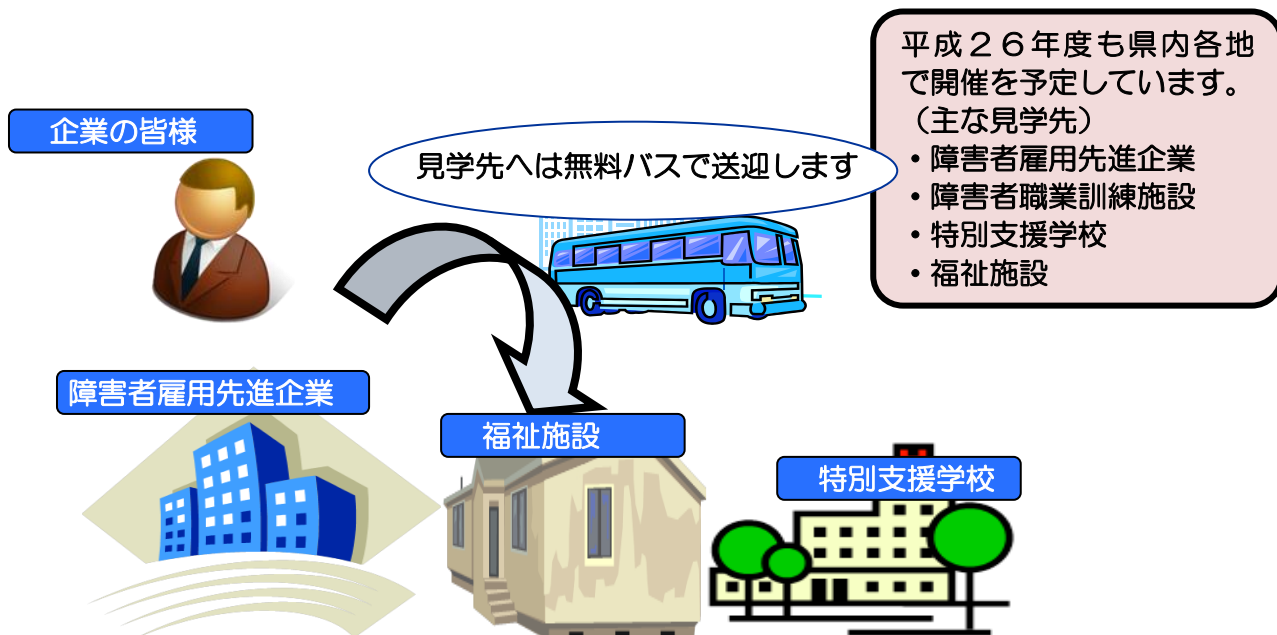 企業の皆様
見学先へは無料バスで送迎します
平成２６年度も県内各地
で開催を予定しています。
（主な見学先）
・障害者雇用先進企業
・障害者職業訓練施設
・特別支援学校
・福祉施設
障害者雇用先進企業
福祉施設
特別支援学校